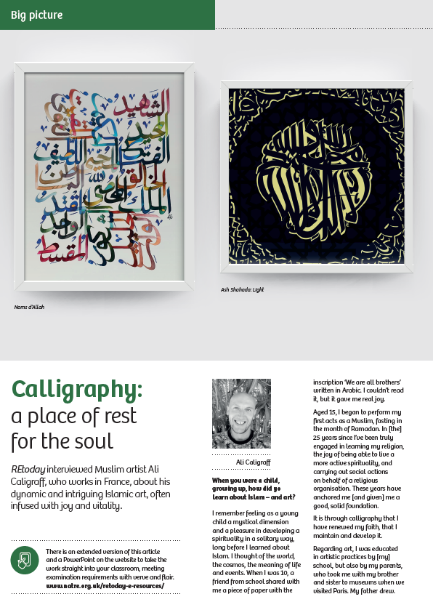 Big picture
الشهيد
اللطيف
المقسط
Noms d'Allah
Ash Shahada: Light
Calligraphy:
a place of rest
for the soul
REtoday interviewed Muslim artist Ali
Caligraff, who works in France, about his
dynamic and intriguing Islamic art, often
infused with joy and vitality.
There is an extended version of this article
and a PowerPoint on the website to take the
work straight into your classroom, meeting
examination requirements with verve and flair.
www.natre.org.uk/retoday-e-resources/
Ali Caligraff
When you were a child,
growing up, how did you
learn about Islam – and art?
I remember feeling as a young
child a mystical dimension
and a pleasure in developing a
spirituality in a solitary way,
long before I learned about
Islam. I thought of the world,
the cosmos, the meaning of life
and events. When I was 10, a
friend from school shared with
me a piece of paper with the
inscription 'We are all brothers'
written in Arabic. I couldn't read
it, but it gave me real joy.
Aged 15, I began to perform my
first acts as a Muslim, fasting in
the month of Ramadan. In [the]
25 years since I've been truly
engaged in learning my religion,
the joy of being able to live a
more active spirituality, and
carrying out social actions
on behalf of a religious
organisation. These years have
anchored me [and given] me a
good, solid foundation.
It is through calligraphy that I
have renewed my faith, that I
maintain and develop it.
Regarding art, I was educated
in artistic practices by [my]
school, but also by my parents,
who took me with my brother
and sister to museums when we
visited Paris. My father drew.